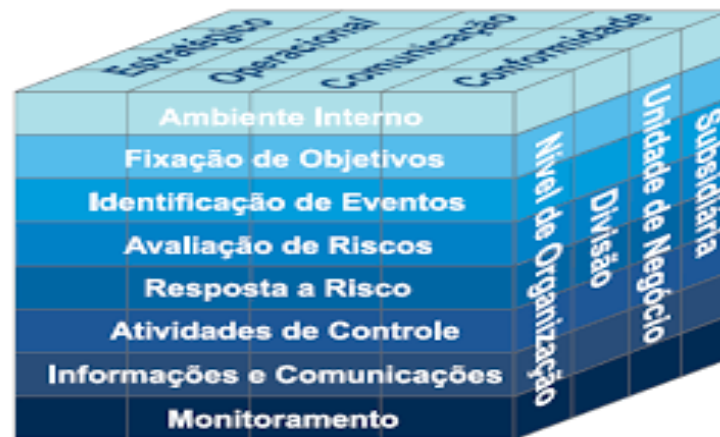 Estratégico
Operacional
Comunicação
Conformidade
Ambiente Interno
Fixação de Objetivos
Identificação de Eventos
Avaliação de Riscos
Resposta a Risco
Atividades de Controle
Informações e Comunicações
Monitoramento
Nível de Organização
Divisão
Unidade de Negócio
Subsidiária